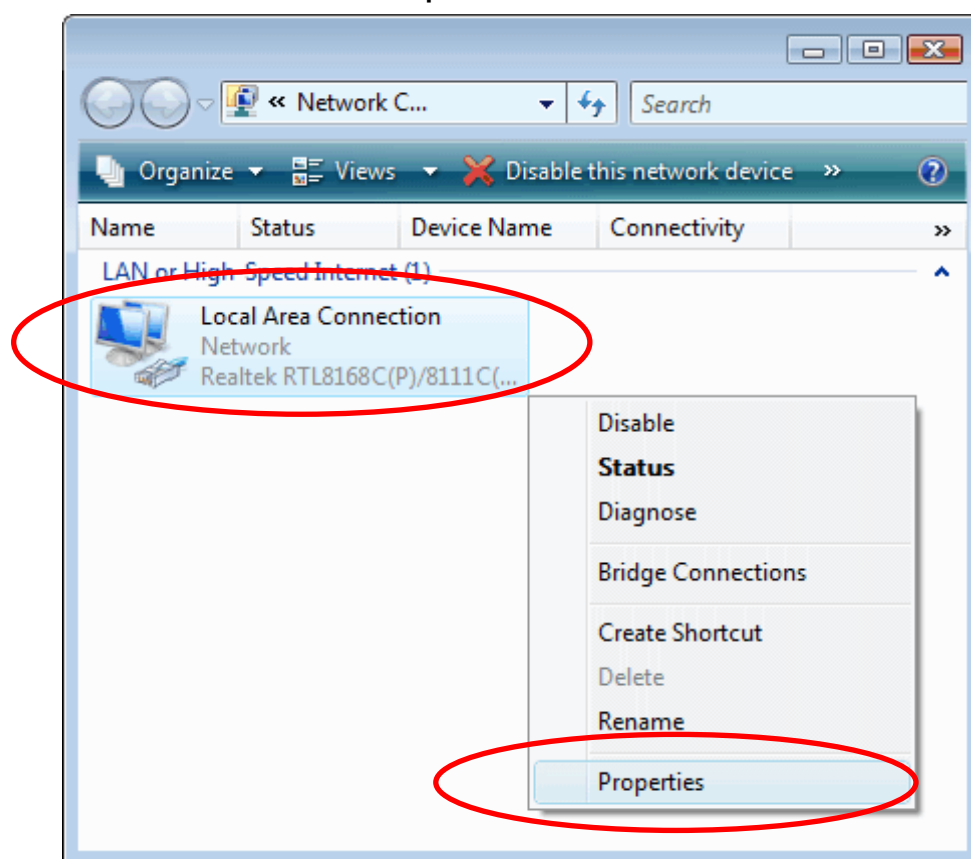 « Network C... Search
Organize Views Disable this network device »
Name Status Device Name Connectivity »
LAN or High-Speed Internet (1)
Local Area Connection
Network
Realtek RTL8168C(P)/8111C(...
Disable
Status
Diagnose
Bridge Connections
Create Shortcut
Delete
Rename
Properties